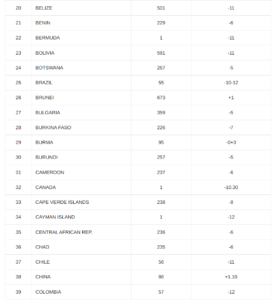 20 BELIZE 501 -11
21 BENIN 229 -6
22 BERMUDA 1 -11
23 BOLIVIA 591 -11
24 BOTSWANA 267 -5
25 BRAZIL 55 -10-12
26 BRUNEI 673 +1
27 BULGARIA 359 -5
28 BURKINA FASO 226 -7
29 BURMA 95
30 BURUNDI 257 -5
31 CAMEROON 237 -6
32 CANADA 1 -10.30
33 CAPE VERDE ISLANDS 238 -8
34 CAYMAN ISLAND 1 -12
35 CENTRAL AFRICAN REP. 236 -6
36 CHAD 235 -6
37 CHILE 56 -11
38 CHINA 86 +1.10
39 COLOMBIA 57 -12